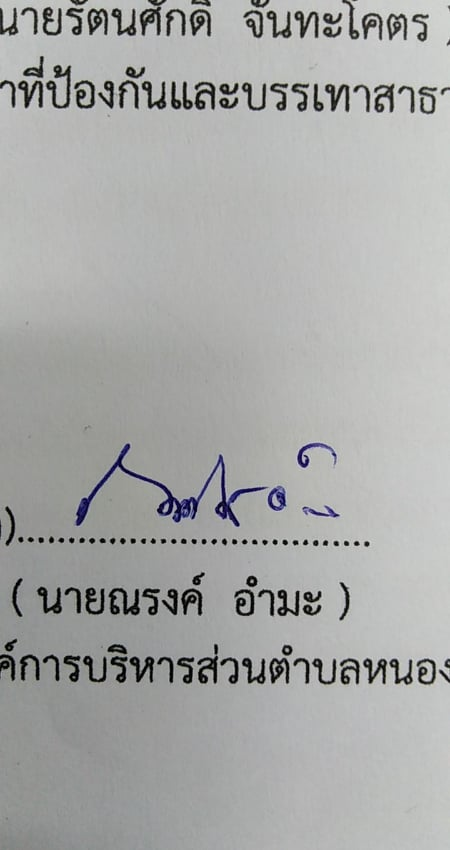 นายรัตนศักดิ์ จันทะโคตร )
าที่ป้องกันและบรรเทาสาธา
)........................................
( นายณรงค์ อำมะ )
ค์การบริหารส่วนตำบลหนอง